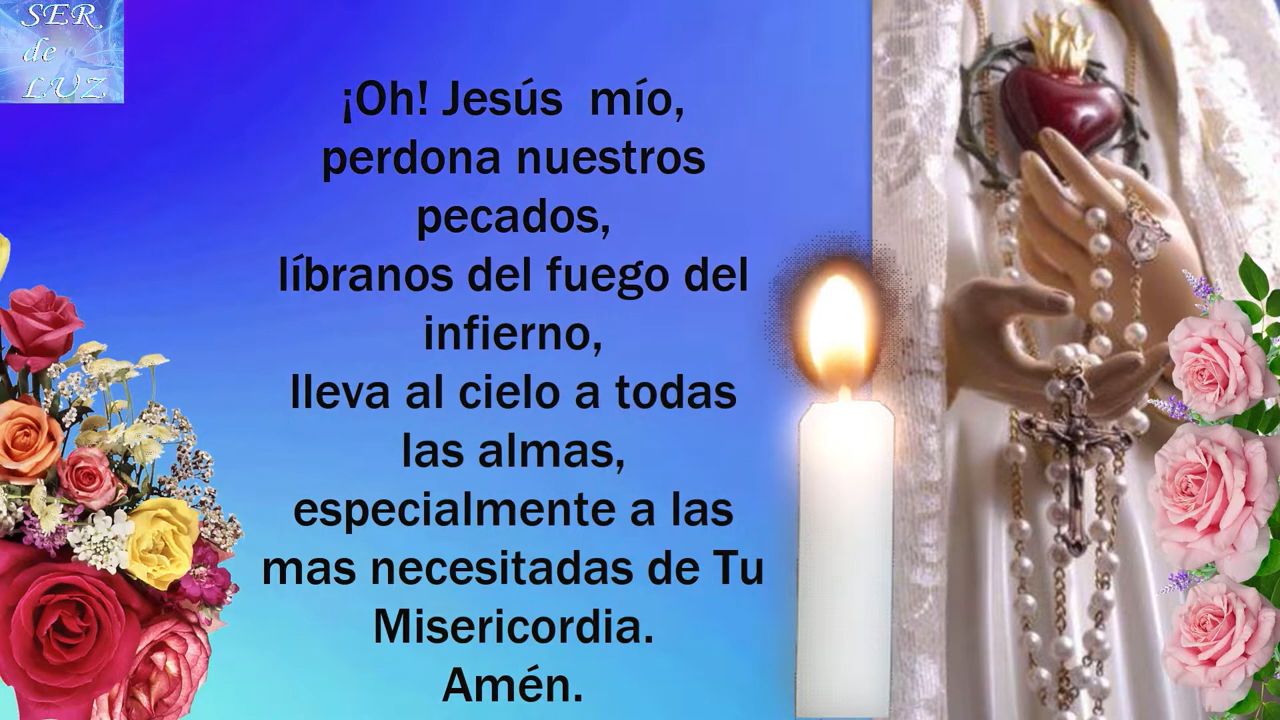 SER
de
LUZ
¡Oh! Jesús mío,
perdona nuestros
pecados,
líbranos del fuego del
infierno,
lleva al cielo a todas
las almas,
especialmente a las
mas necesitadas de Tu
Misericordia.
Amén.